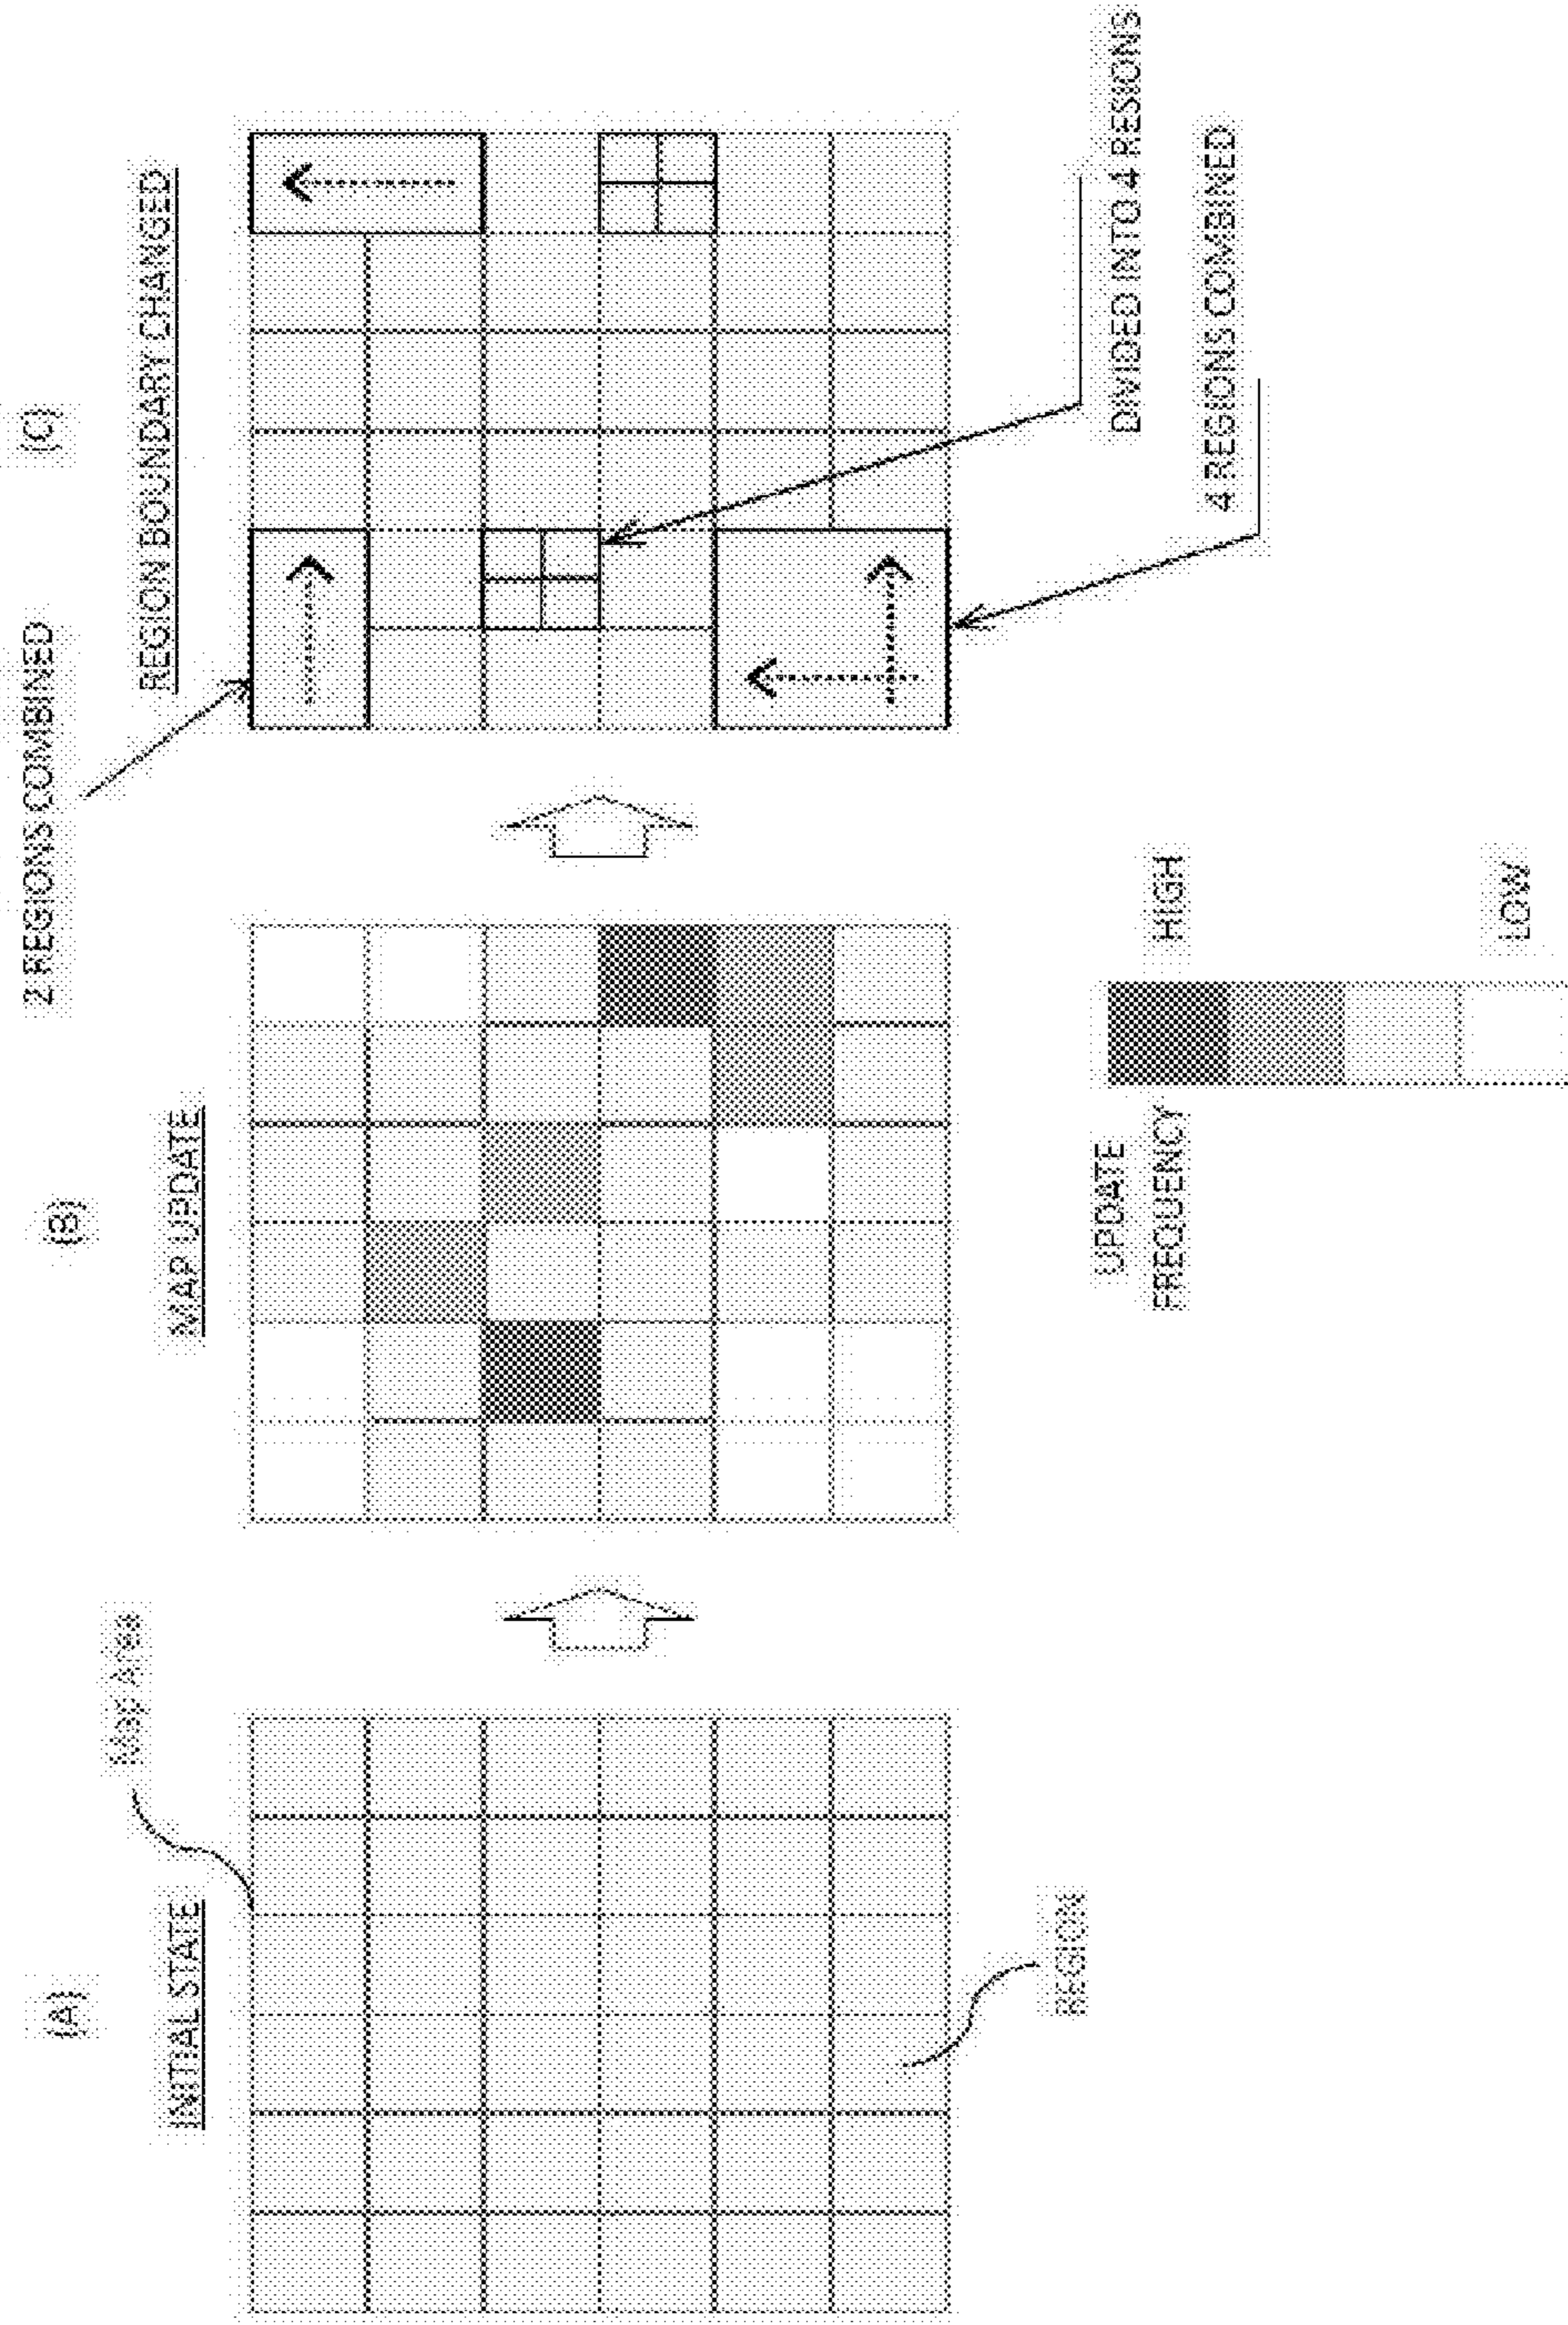 (A)
INITIAL STATE
Map Area
REGION
(B)
MAP UPDATE
UPDATE
FREQUENCY
HIGH
LOW
(C)
2 REGIONS COMBINED
REGION BOUNDARY CHANGED
DIVIDED INTO 4 RESIONS
4 REGIONS COMBINED